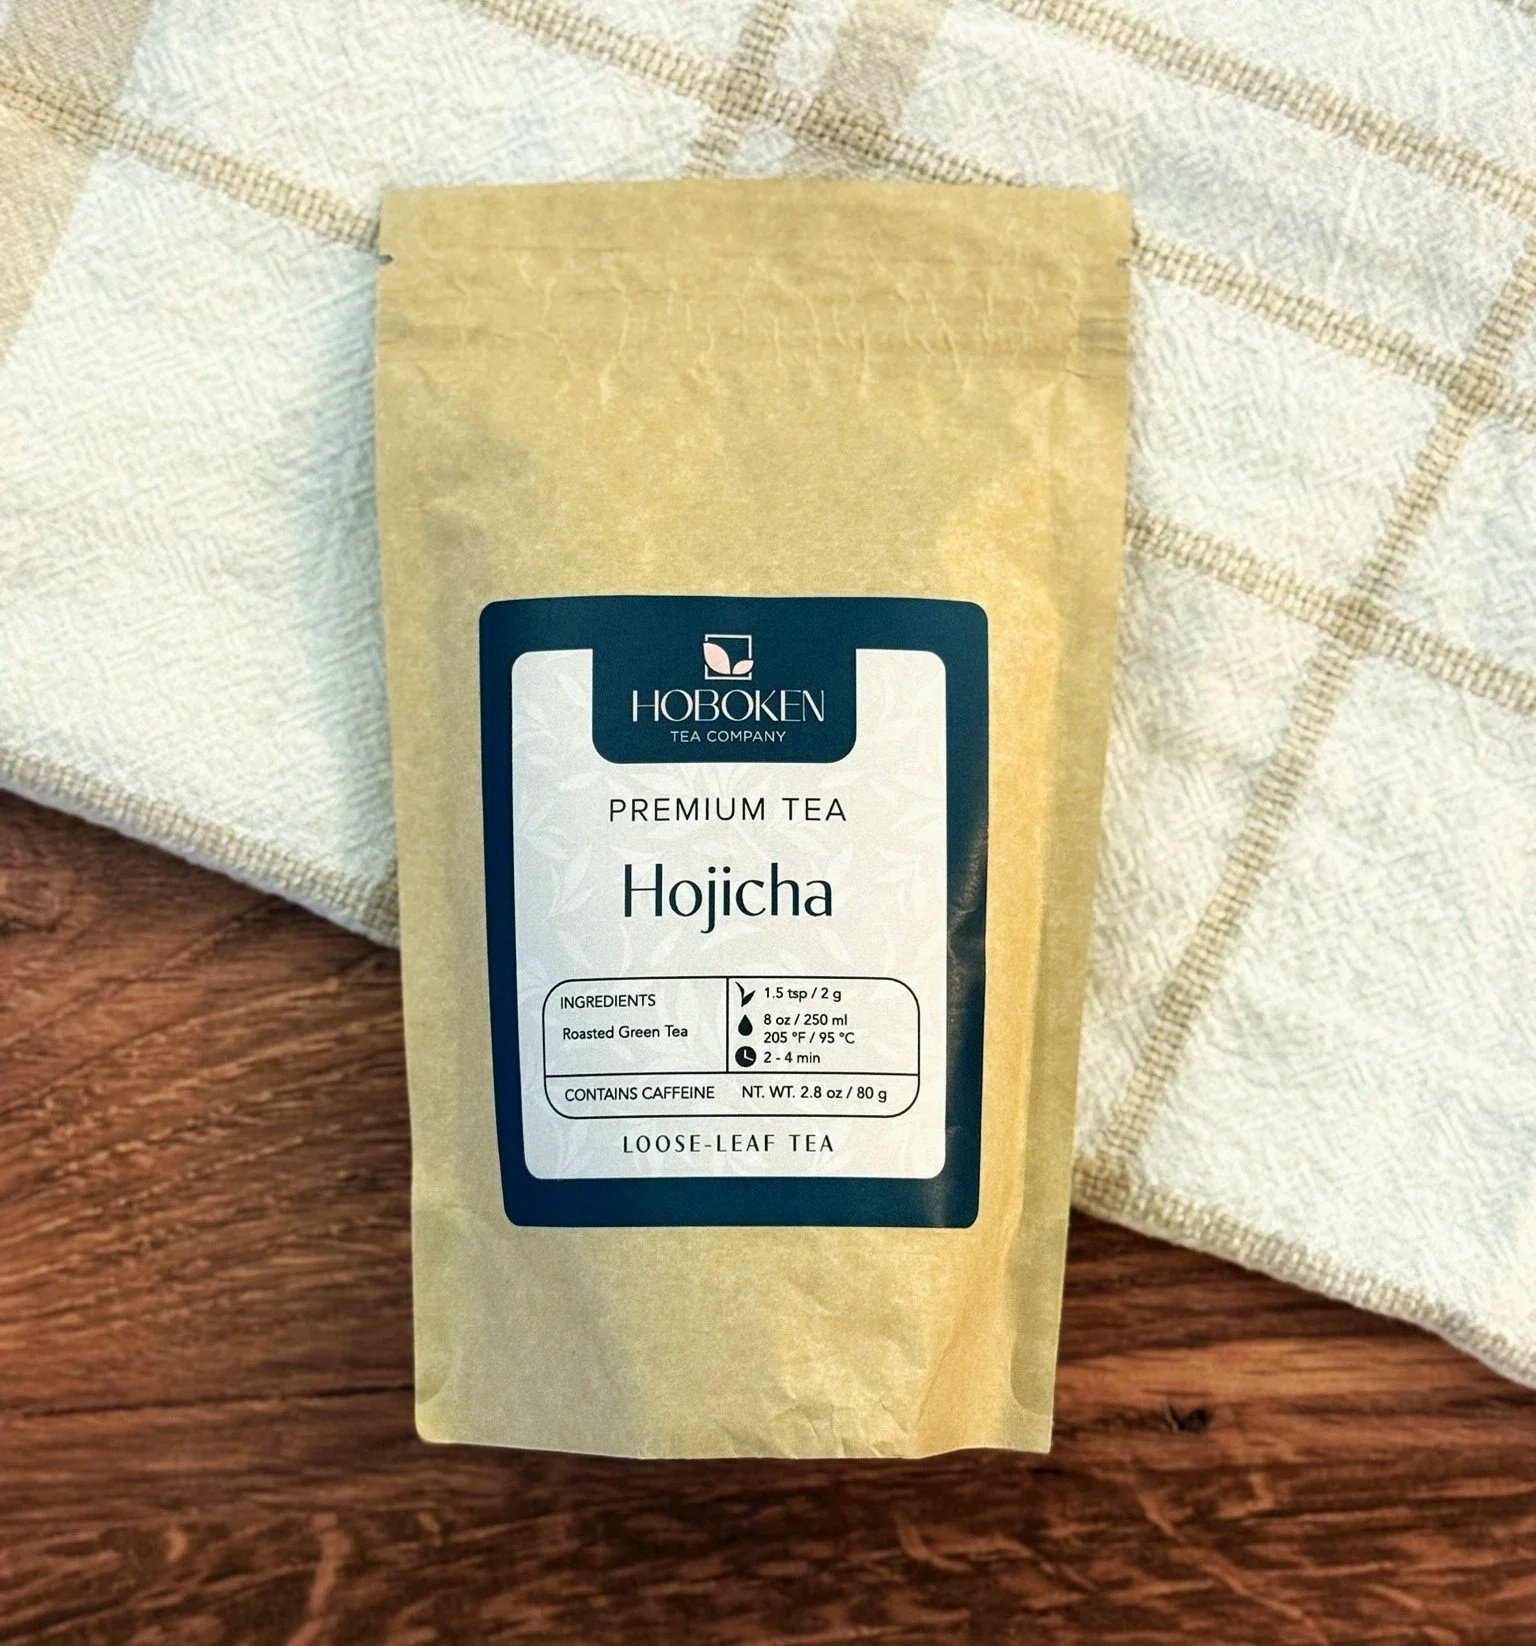 HOBOKEN
TEA COMPANY
PREMIUM TEA
Hojicha
INGREDIENTS
Roasted Green Tea
1.5 tsp / 2 g
8 oz / 250 ml
205 °F / 95 °C
2 - 4 min
CONTAINS CAFFEINE
NT. WT. 2.8 oz / 80 g
LOOSE-LEAF TEA